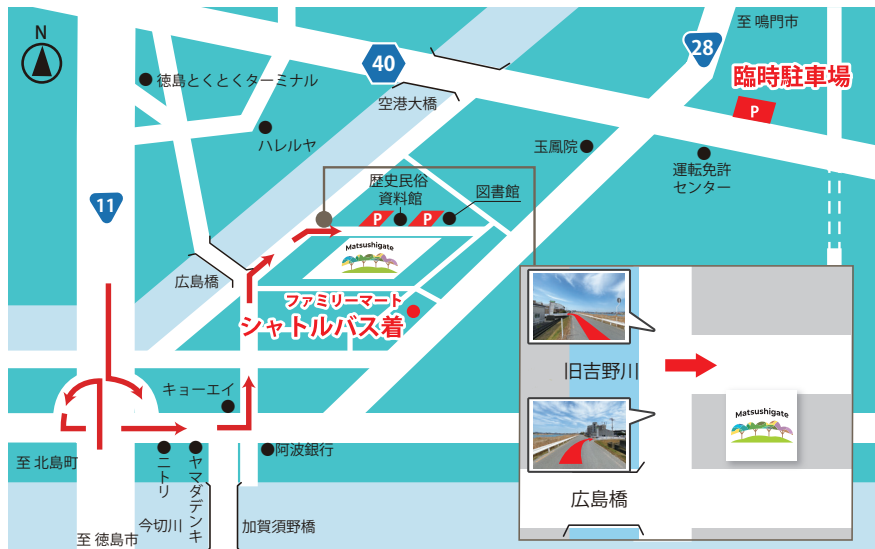 N
至 鳴門市
28
40
臨時駐車場
P
徳島とくとくターミナル
空港大橋
ハレルヤ
玉鳳院
運転免許
センター
歴史民俗
資料館
図書館
11
P
P
Matsushigate
広島橋
ファミリーマート
シャトルバス着
旧吉野川
キョーエイ
Matsushigate
阿波銀行
至 北島町
ニトリ
ヤマダデンキ
広島橋
今切川
加賀須野橋
至 徳島市